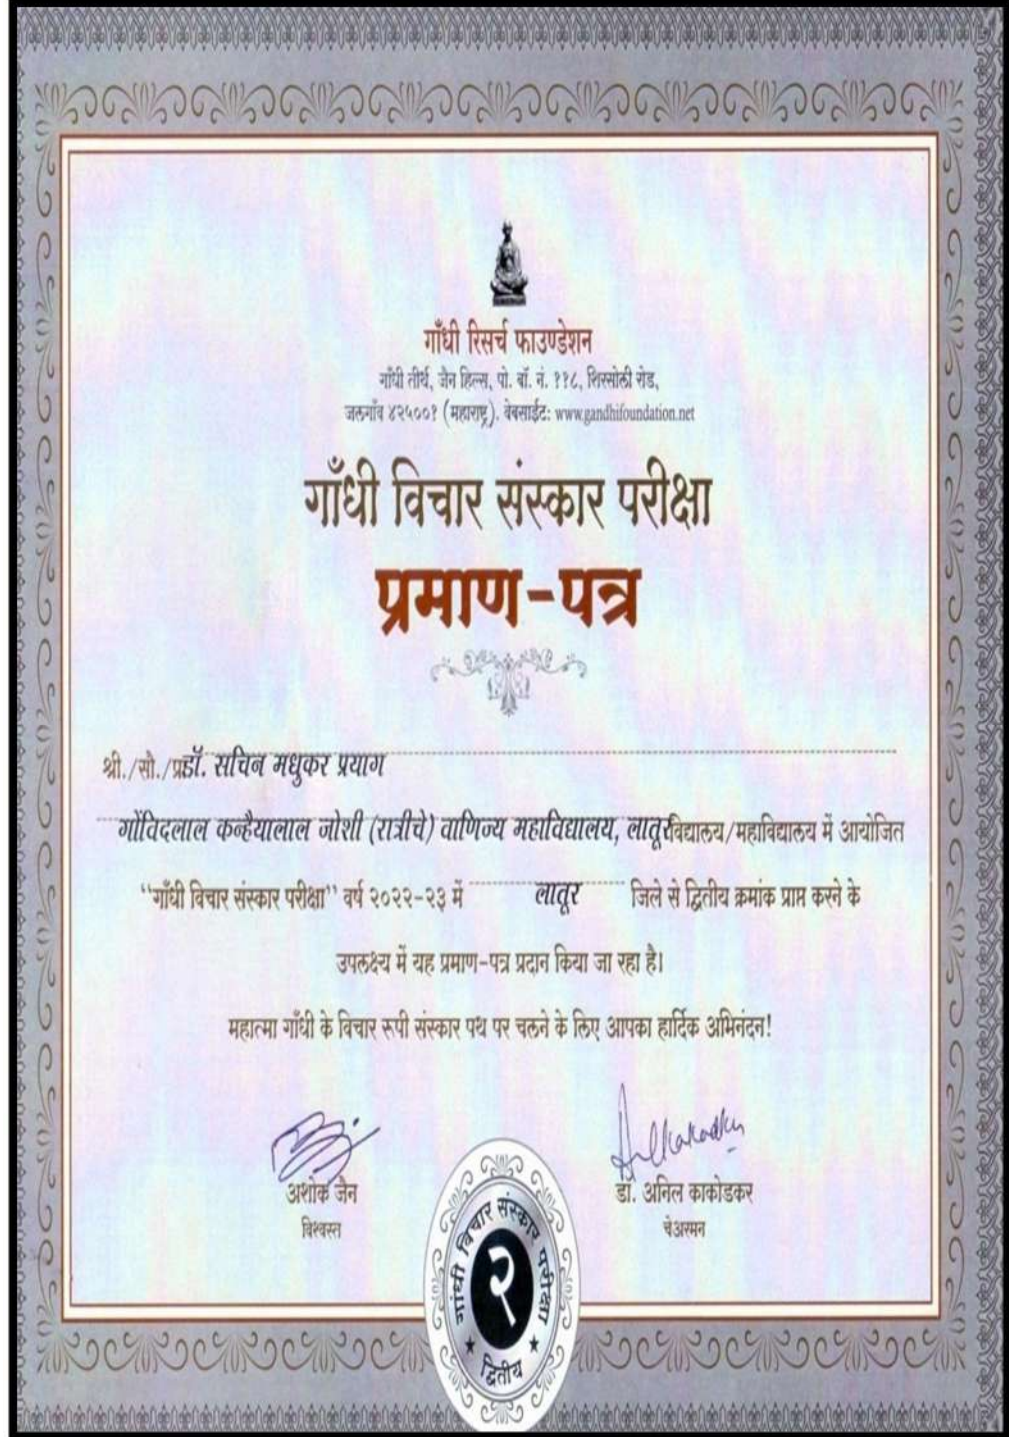 गाँधी रिसर्च फाउण्डेशन
गाँधी तीर्थ, जैन हिल्स, पो. बॉ. नं. ११८, शिरसोली रोड,
जलगाँव ४२५००१ (महाराष्ट्र). वेबसाईट: www.gandhifoundation.net
गाँधी विचार संस्कार परीक्षा
प्रमाण-पत्र
श्री./सौ./प्रा. डॉ. सचिन मधुकर प्रयाग
गोंविदलाल कन्हैयालाल जोशी (रात्रीचे) वाणिज्य महाविद्यालय, लातूर विद्यालय/महाविद्यालय में आयोजित
“गाँधी विचार संस्कार परीक्षा” वर्ष २०२२-२३ में लातूर जिले से द्वितीय क्रमांक प्राप्त करने के
उपलक्ष्य में यह प्रमाण-पत्र प्रदान किया जा रहा है।
महात्मा गाँधी के विचार रूपी संस्कार पथ पर चलने के लिए आपका हार्दिक अभिनंदन!
अशोक जैन
विश्वस्त
डॉ. अनिल काकोडकर
चेअरमन
गांधी विचार संस्कार परीक्षा
२
द्वितीय